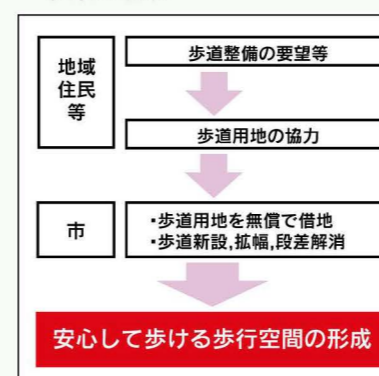 地域
住民
等
歩道整備の要望等
歩道用地の協力
市
・歩道用地を無償で借地
・歩道新設,拡幅,段差解消
安心して歩ける歩行空間の形成